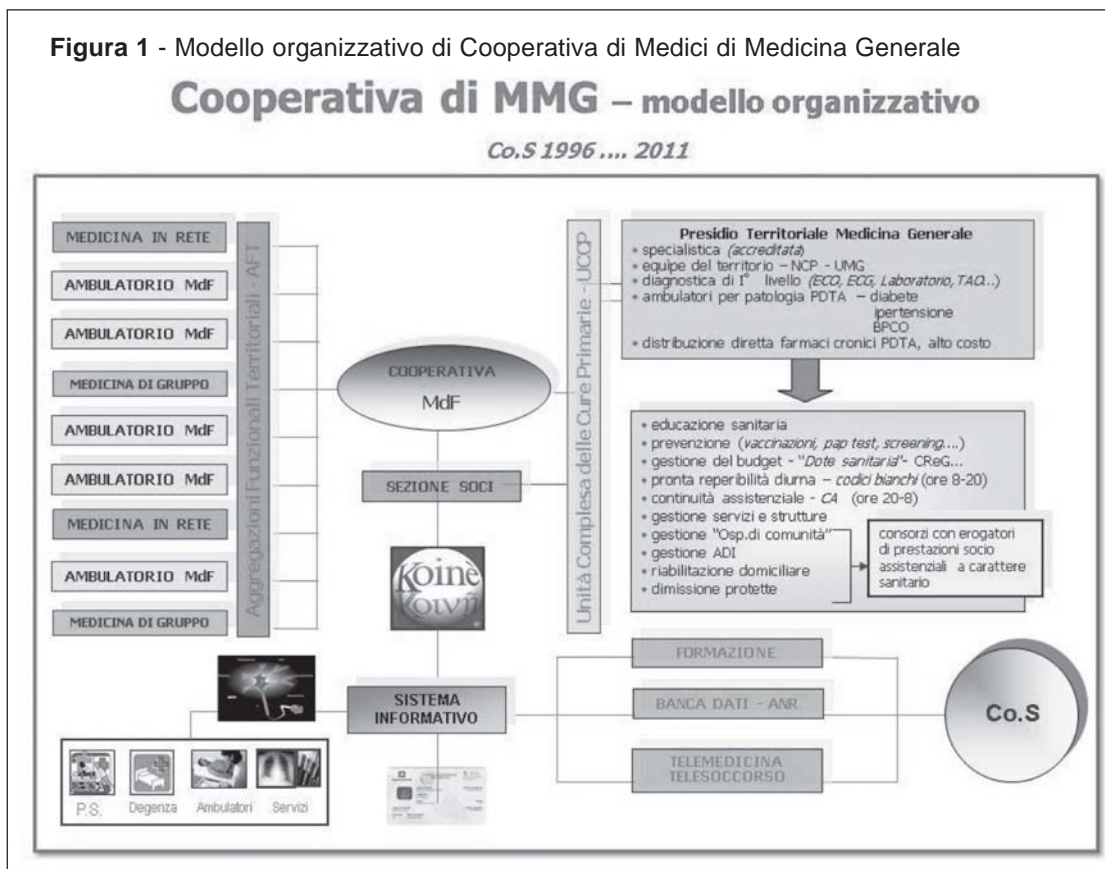 Figura 1 - Modello organizzativo di Cooperativa di Medici di Medicina Generale
Cooperativa di MMG – modello organizzativo
Co.S 1996 .... 2011
MEDICINA IN RETE
AMBULATORIO MdF
AMBULATORIO MdF
MEDICINA DI GRUPPO
AMBULATORIO MdF
AMBULATORIO MdF
MEDICINA IN RETE
AMBULATORIO MdF
MEDICINA DI GRUPPO
Aggregazioni Funzionali Territoriali - AFT
COOPERATIVA
MdF
SEZIONE SOCI
Koinè
SISTEMA
INFORMATIVO
P.S.
Degenza
Ambulatori
Servizi
Unità Complesa delle Cure Primarie - UCCP
Presidio Territoriale Medicina Generale
• specialistica (accreditata)
• equipe del territorio – NCP - UMG
• diagnostica di I° livello (ECO, ECG, Laboratorio, TAO...)
• ambulatori per patologia PDTA – diabete
ipertensione
BPCO
• distribuzione diretta farmaci cronici PDTA, alto costo
• educazione sanitaria
• prevenzione (vaccinazioni, pap test, screening....)
• gestione del budget - "Dote sanitaria"- CReG...
• pronta reperibilità diurna – codici bianchi (ore 8-20)
• continuità assistenziale - CA (ore 20-8)
• gestione servizi e strutture
• gestione "Osp.di comunità"
• gestione ADI
• riabilitazione domiciliare
• dimissione protette
consorzi con erogatori
di prestazioni socio
assistenziali a carattere
sanitario
FORMAZIONE
BANCA DATI - ANR
TELEMEDICINA
TELESOCCORSO
Co.S